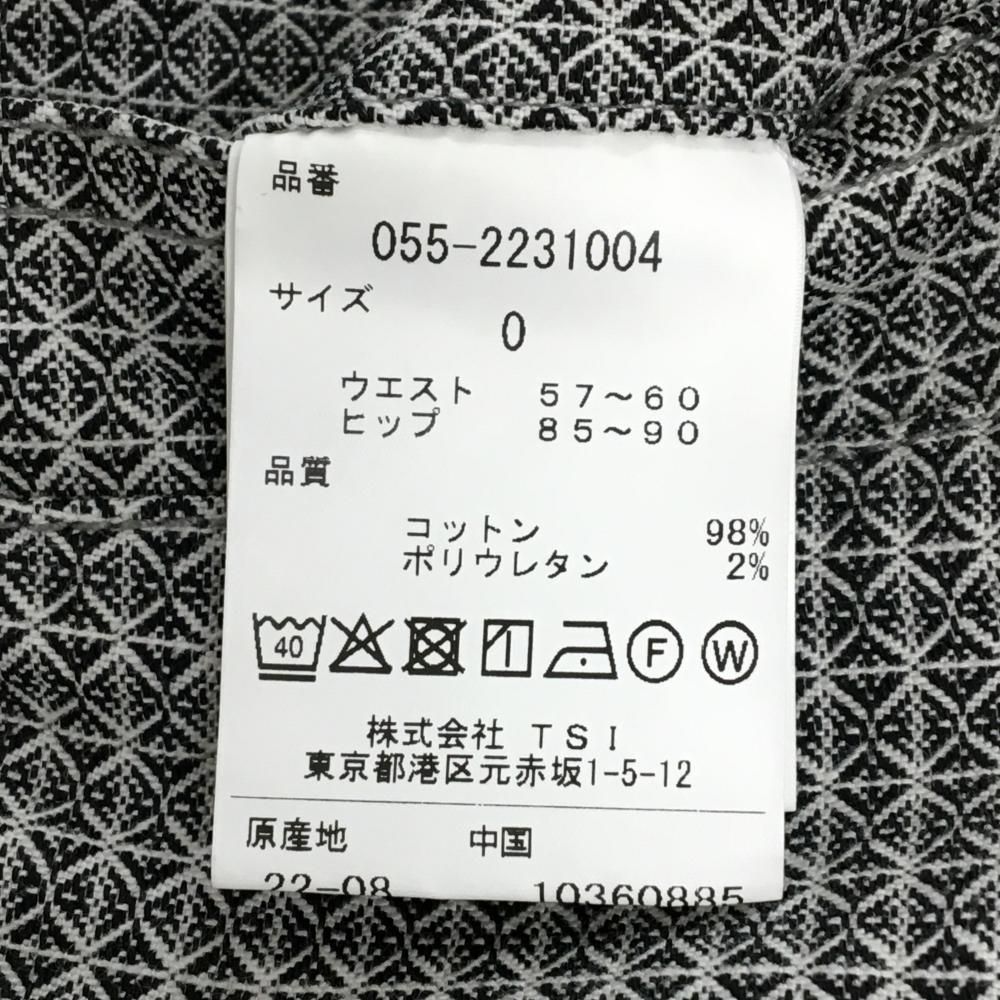 品番
055-2231004
サイズ
0
ウエスト 57〜60
ヒップ 85〜90
品質
コットン 98%
ポリウレタン 2%
40 F W
株式会社 TSI
東京都港区元赤坂1-5-12
原産地 中国
22-08 10360885